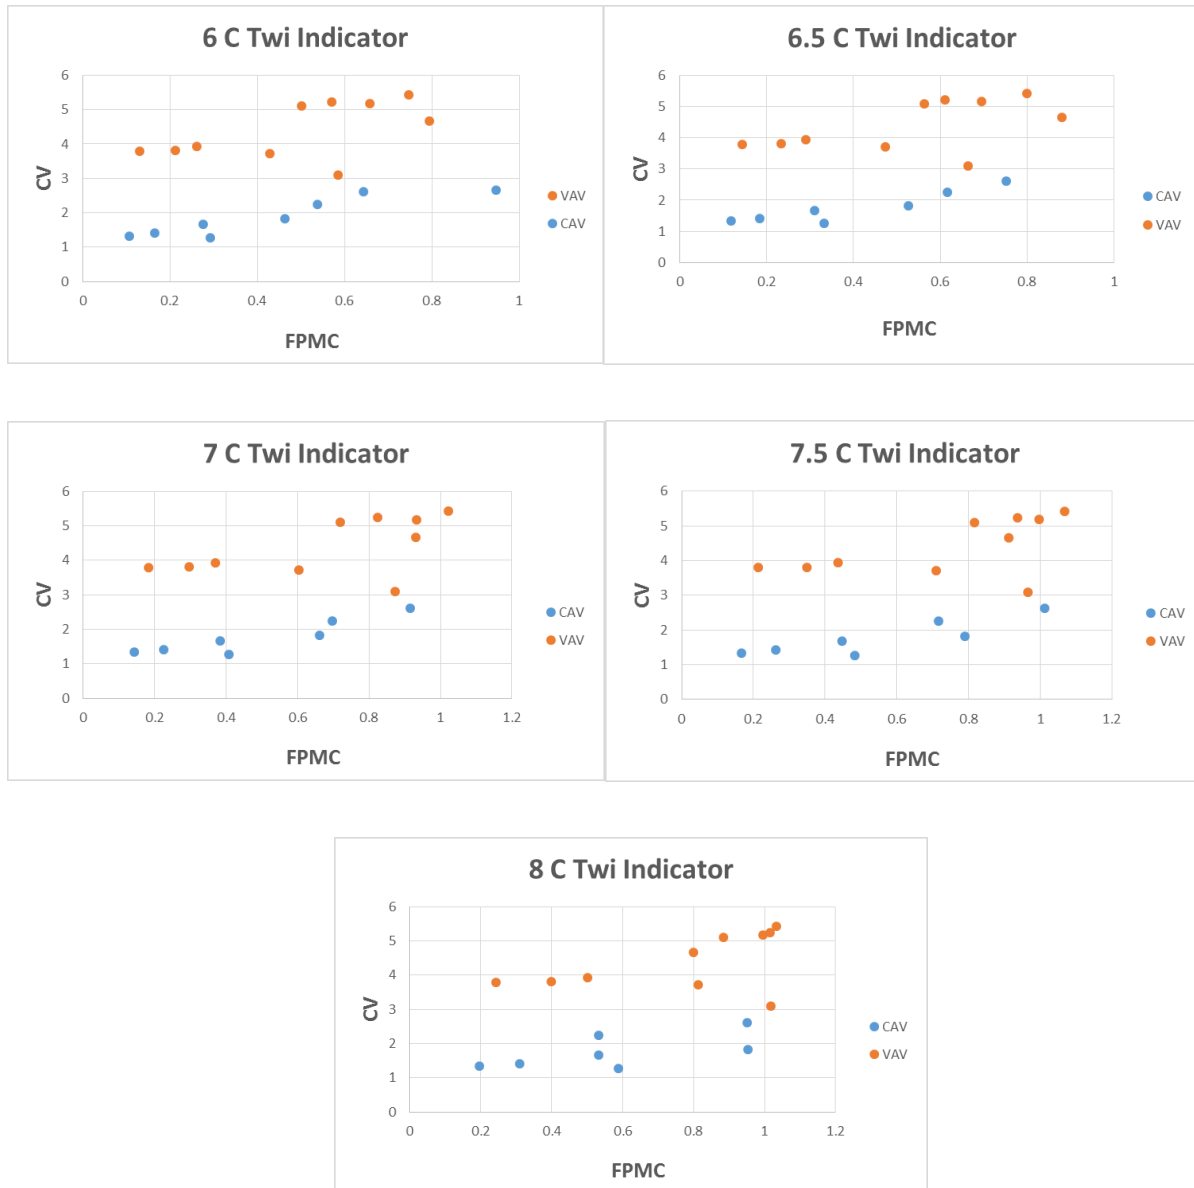 6 C Twi Indicator
6
5
4
3
2
1
0
CV
0 0.2 0.4 0.6 0.8 1
FPMC
VAV
CAV
6.5 C Twi Indicator
6
5
4
3
2
1
0
CV
0 0.2 0.4 0.6 0.8 1
FPMC
CAV
VAV
7 C Twi Indicator
6
5
4
3
2
1
0
CV
0 0.2 0.4 0.6 0.8 1 1.2
FPMC
CAV
VAV
7.5 C Twi Indicator
6
5
4
3
2
1
0
CV
0 0.2 0.4 0.6 0.8 1 1.2
FPMC
CAV
VAV
8 C Twi Indicator
6
5
4
3
2
1
0
CV
0 0.2 0.4 0.6 0.8 1 1.2
FPMC
CAV
VAV